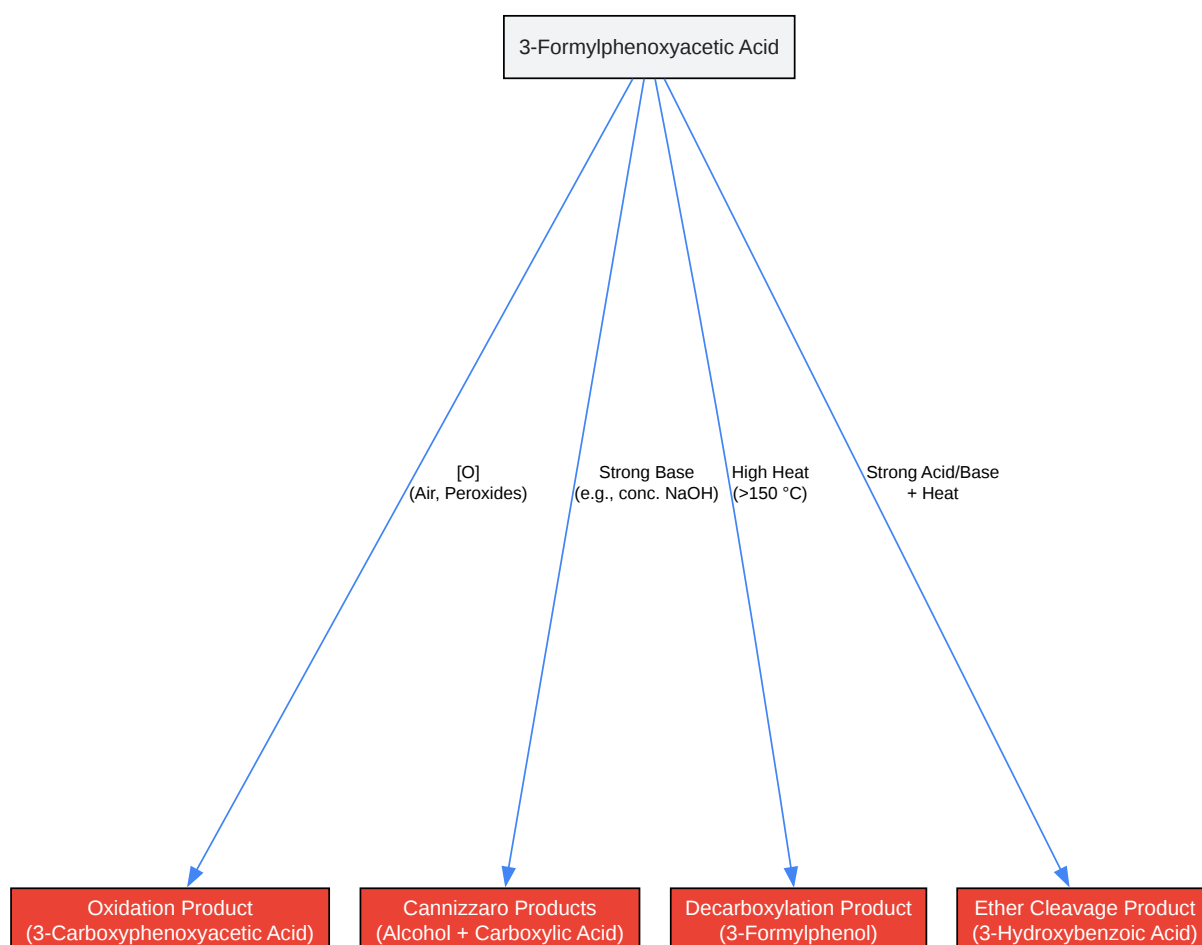 3-Formylphenoxyacetic Acid
[O]
(Air, Peroxides)
Strong Base
(e.g., conc. NaOH)
High Heat
(>150 °C)
Strong Acid/Base
+ Heat
Oxidation Product
(3-Carboxyphenoxyacetic Acid)
Cannizzaro Products
(Alcohol + Carboxylic Acid)
Decarboxylation Product
(3-Formylphenol)
Ether Cleavage Product
(3-Hydroxybenzoic Acid)